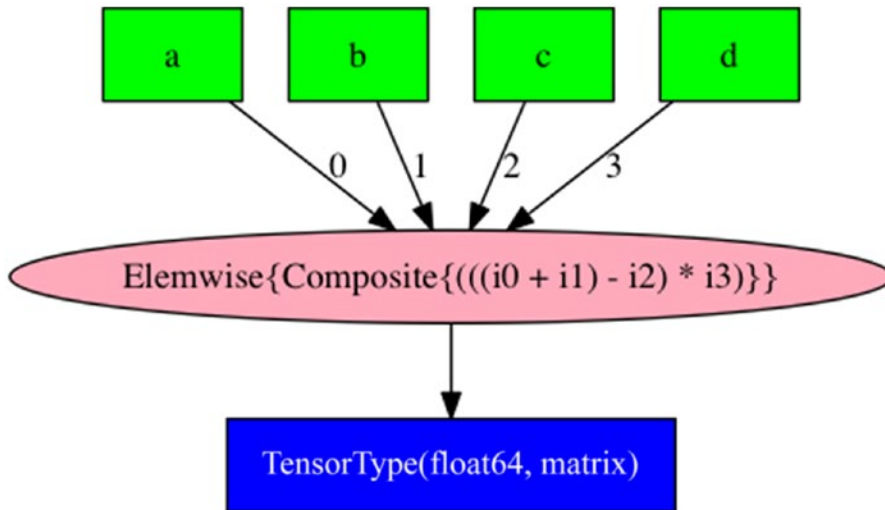 a
b
c
d
0
1
2
3
Elemwise{Composite{(((i0 + i1) - i2) * i3)}}
TensorType(float64, matrix)